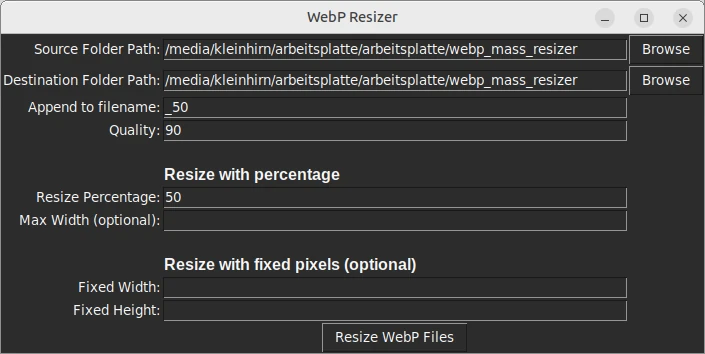 WebP Resizer
Source Folder Path: /media/kleinhirn/arbeitsplatte/arbeitsplatte/webp_mass_resizer Browse
Destination Folder Path: /media/kleinhirn/arbeitsplatte/arbeitsplatte/webp_mass_resizer Browse
Append to filename: _50
Quality: 90
Resize with percentage
Resize Percentage: 50
Max Width (optional):
Resize with fixed pixels (optional)
Fixed Width:
Fixed Height:
Resize WebP Files